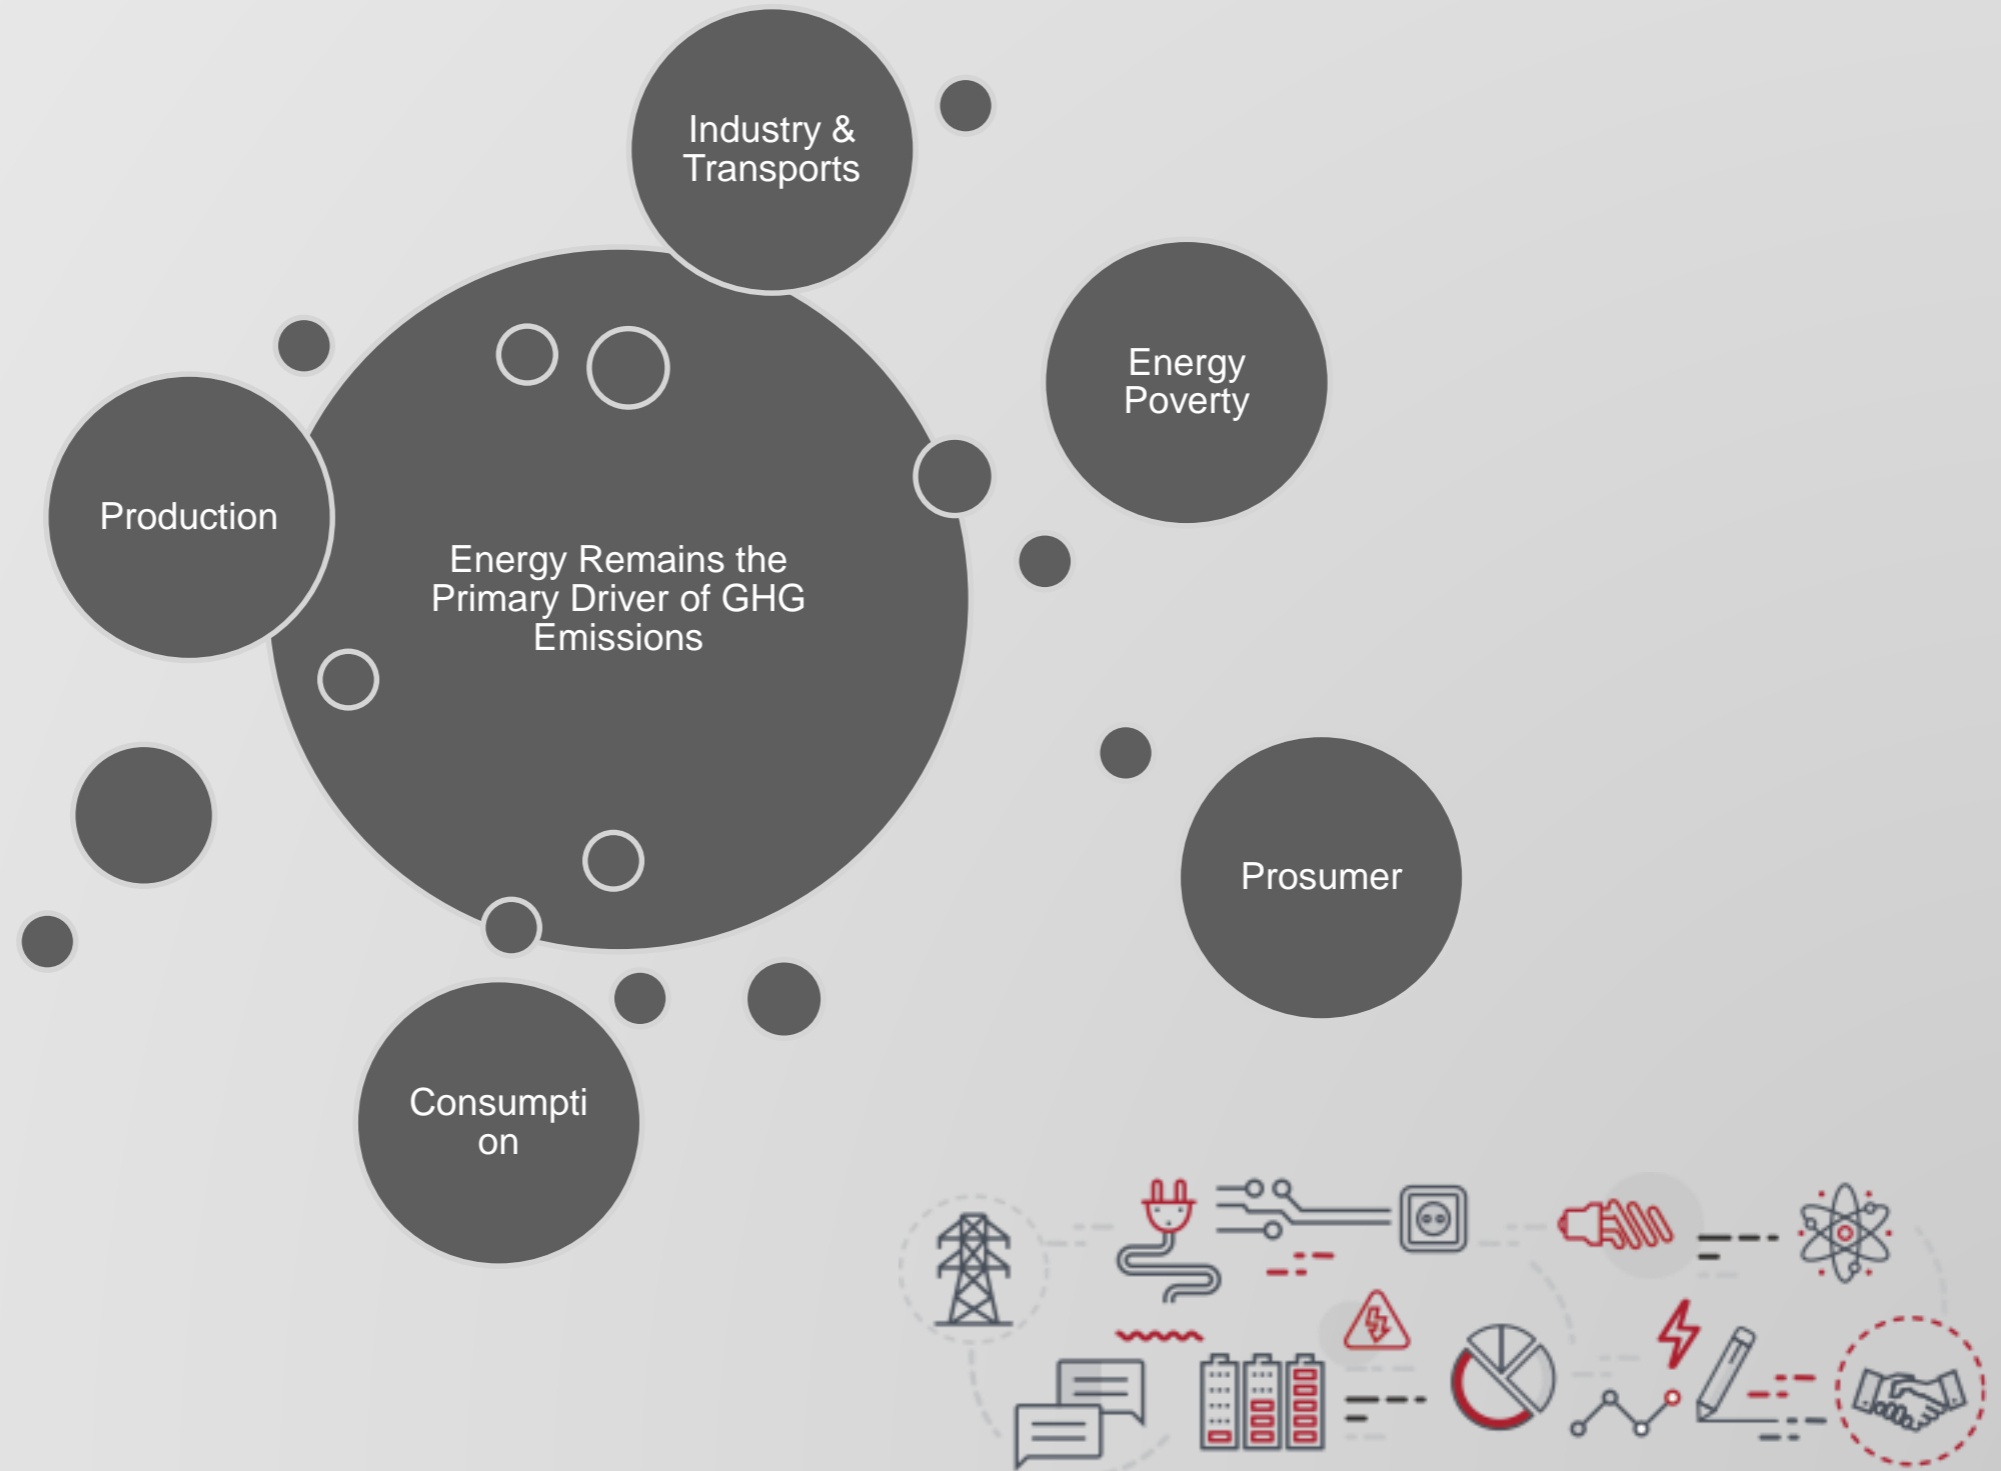 Industry &
Transports
Energy
Poverty
Production
Energy Remains the
Primary Driver of GHG
Emissions
Prosumer
Consumpti
on